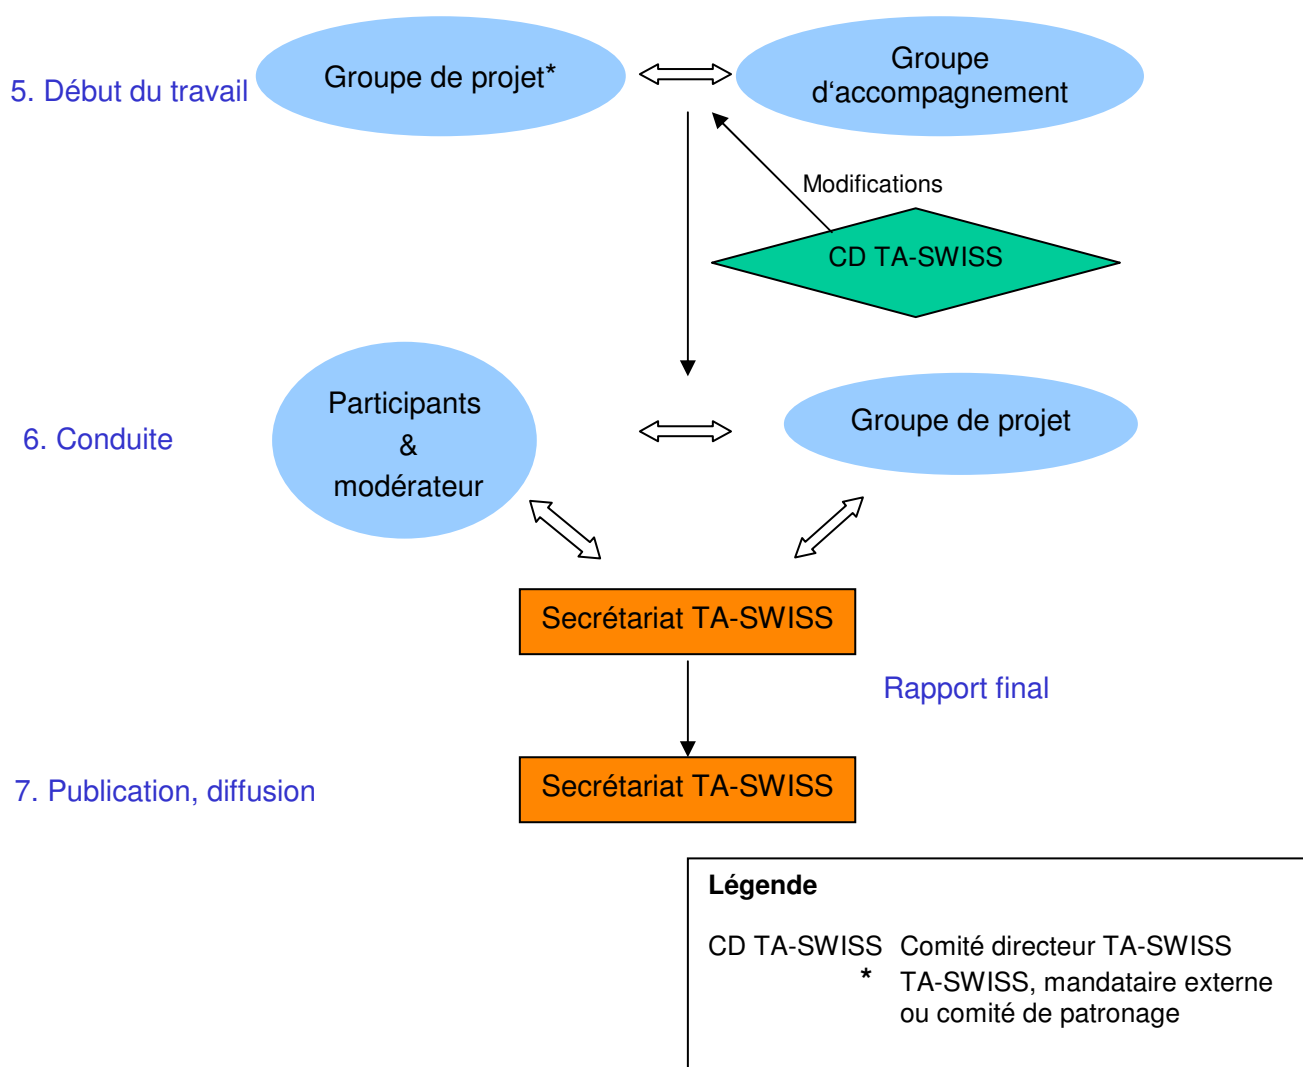 5. Début du travail
Groupe de projet*
Groupe
d‘accompagnement
Modifications
CD TA-SWISS
6. Conduite
Participants
&
modérateur
Groupe de projet
Secrétariat TA-SWISS
Rapport final
7. Publication, diffusion
Secrétariat TA-SWISS
Légende
CD TA-SWISS Comité directeur TA-SWISS
* TA-SWISS, mandataire externe
ou comité de patronage